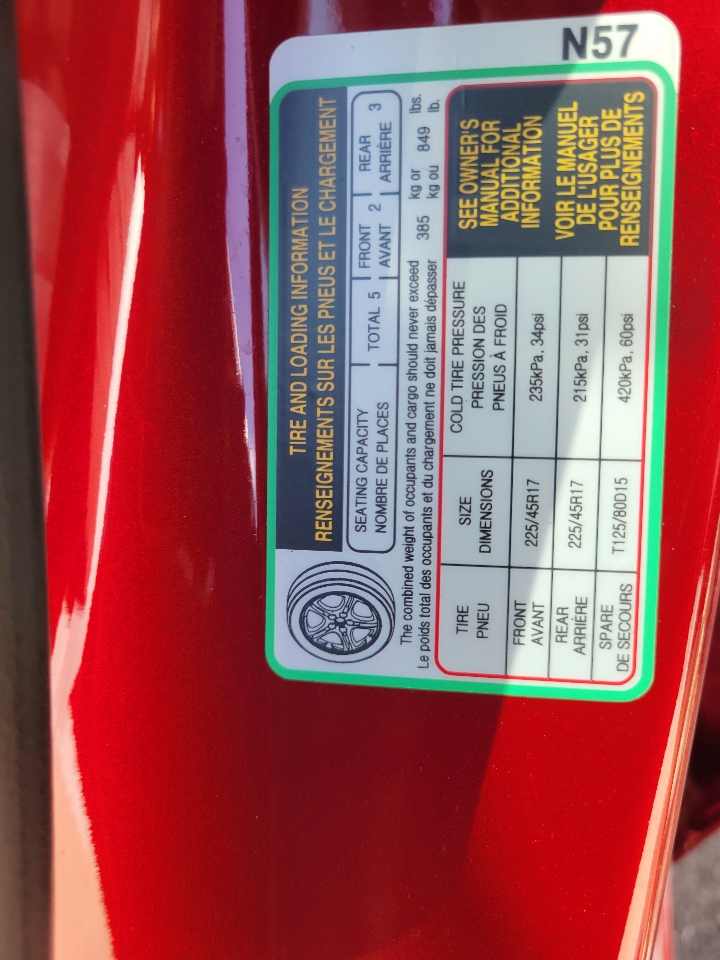 N57
TIRE AND LOADING INFORMATION
RENSEIGNEMENTS SUR LES PNEUS ET LE CHARGEMENT
SEATING CAPACITY
NOMBRE DE PLACES
TOTAL 5
FRONT
AVANT
2
REAR
ARRIÈRE
3
The combined weight of occupants and cargo should never exceed 385 kg or 849 lbs.
Le poids total des occupants et du chargement ne doit jamais dépasser kg ou lb.
TIRE
PNEU
SIZE
DIMENSIONS
COLD TIRE PRESSURE
PRESSION DES
PNEUS À FROID
SEE OWNER'S
MANUAL FOR
ADDITIONAL
INFORMATION
VOIR LE MANUEL
DE L'USAGER
POUR PLUS DE
RENSEIGNEMENTS
FRONT
AVANT
225/45R17
235kPa, 34psi
REAR
ARRIÈRE
225/45R17
215kPa, 31psi
SPARE
DE SECOURS
T125/80D15
420kPa, 60psi